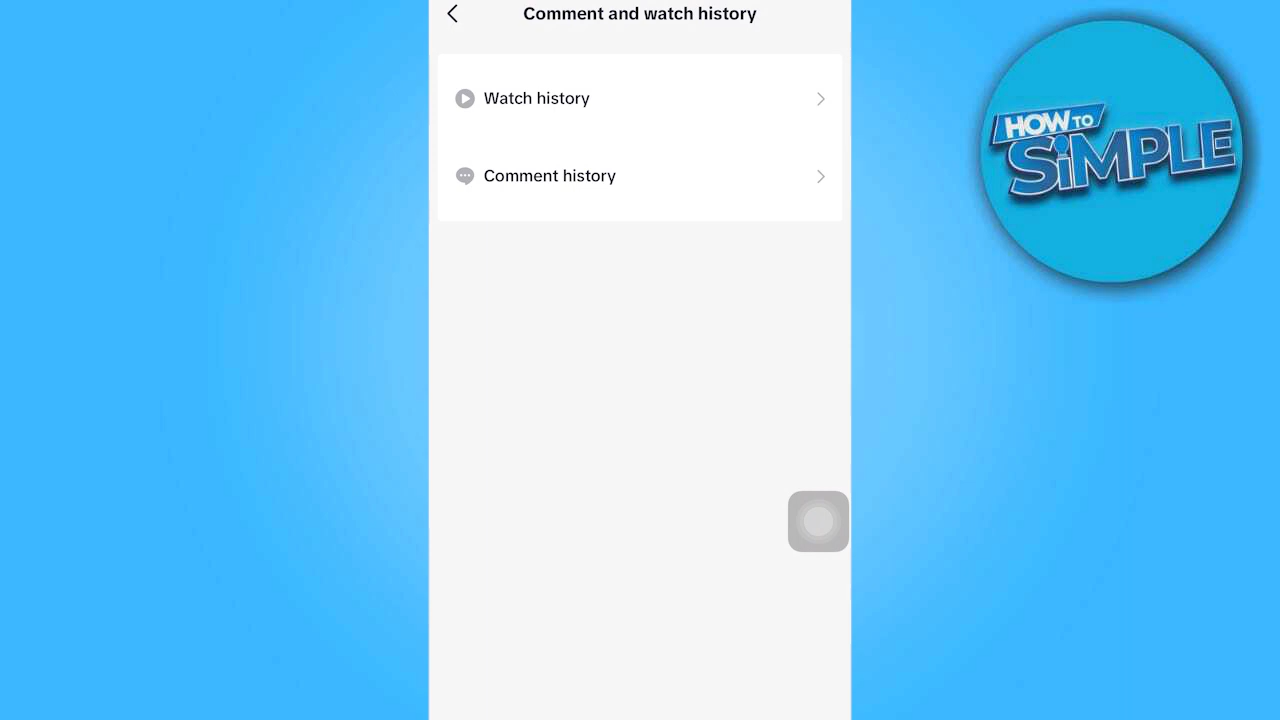 Comment and watch history
Watch history
Comment history
HOW TO
SiMPLE